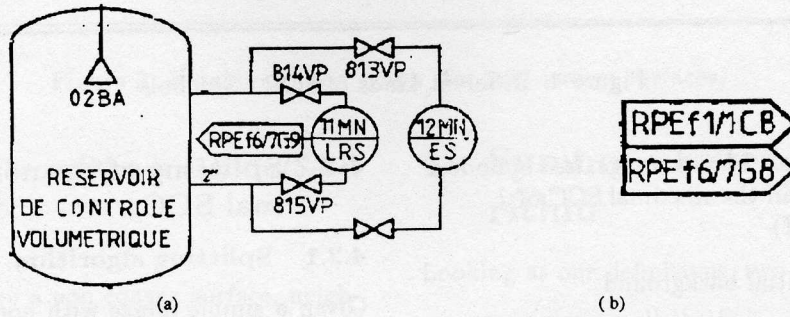 814VP
813VP
02BA
RPEf6/7G9
11MN
LRS
12MN
ES
RESERVOIR
DE CONTROLE
VOLUMETRIQUE
2"
815VP
RPEf1/1CB
RPEf6/7G8
(a)
(b)